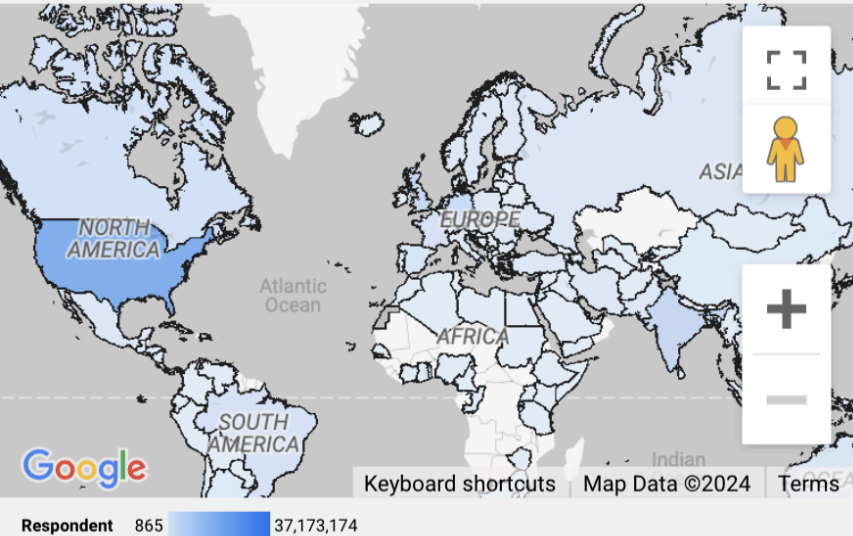 ASIA
NORTH
AMERICA
EUROPE
Atlantic
Ocean
AFRICA
SOUTH
AMERICA
Indian
Google
Keyboard shortcuts
Map Data ©2024
Terms
Respondent 865 37,173,174